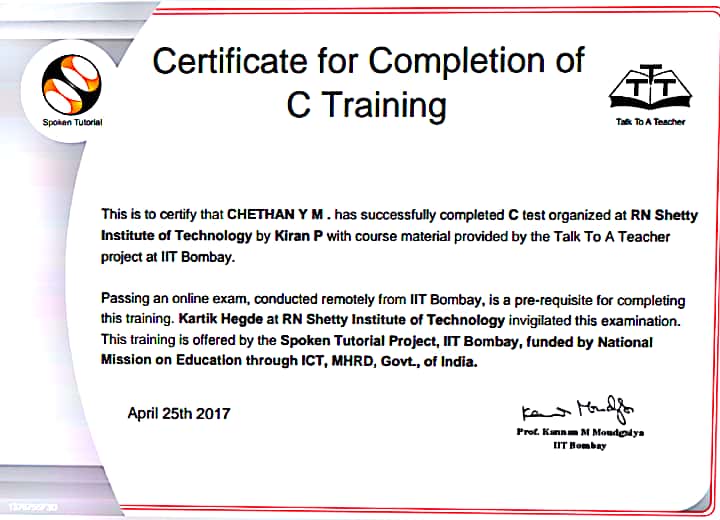 Certificate for Completion of
C Training
Spoken Tutorial
TTT
Talk To A Teacher
This is to certify that CHETHAN Y M . has successfully completed C test organized at RN Shetty
Institute of Technology by Kiran P with course material provided by the Talk To A Teacher
project at IIT Bombay.
Passing an online exam, conducted remotely from IIT Bombay, is a pre-requisite for completing
this training. Kartik Hegde at RN Shetty Institute of Technology invigilated this examination.
This training is offered by the Spoken Tutorial Project, IIT Bombay, funded by National
Mission on Education through ICT, MHRD, Govt., of India.
April 25th 2017
Prof. Kannan M Moudgalya
IIT Bombay